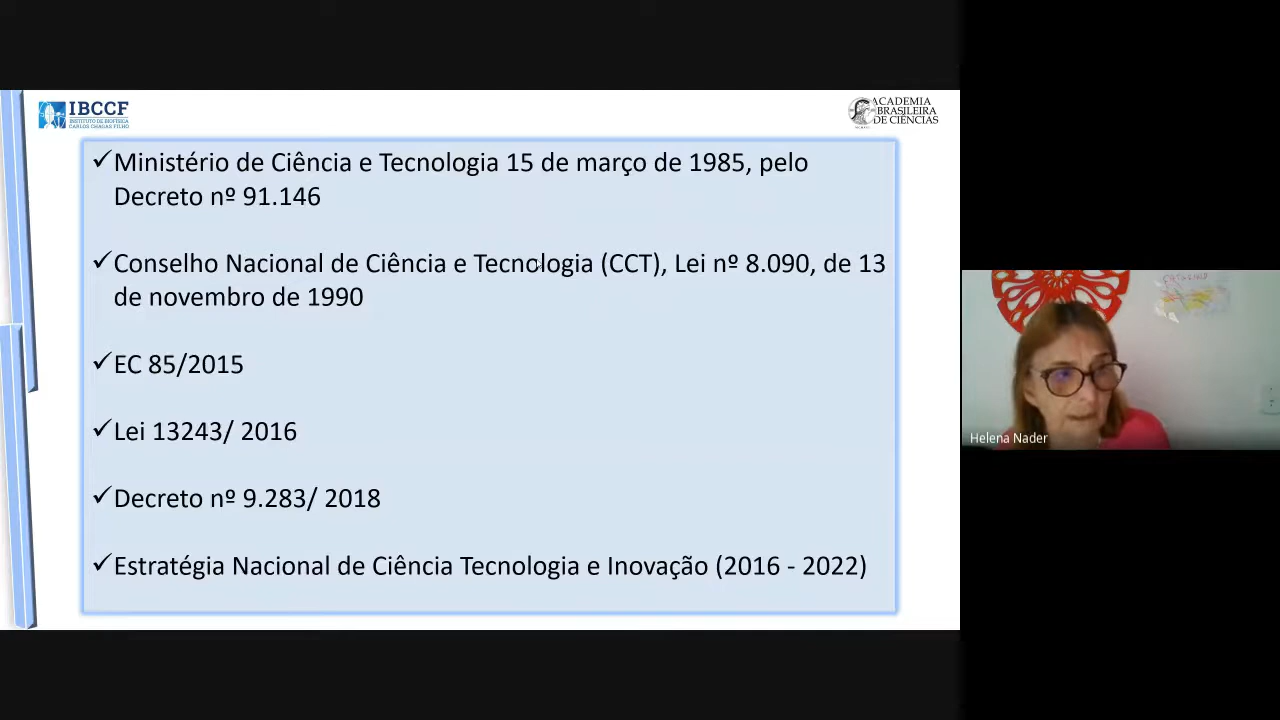 IBCCF
INSTITUTO DE BIOFÍSICA
CARLOS CHAGAS FILHO
ACADEMIA
BRASILEIRA
DE CIÊNCIAS
✓Ministério de Ciência e Tecnologia 15 de março de 1985, pelo
Decreto nº 91.146
✓Conselho Nacional de Ciência e Tecnologia (CCT), Lei nº 8.090, de 13
de novembro de 1990
✓EC 85/2015
✓Lei 13243/ 2016
✓Decreto nº 9.283/ 2018
✓Estratégia Nacional de Ciência Tecnologia e Inovação (2016 - 2022)
Helena Nader